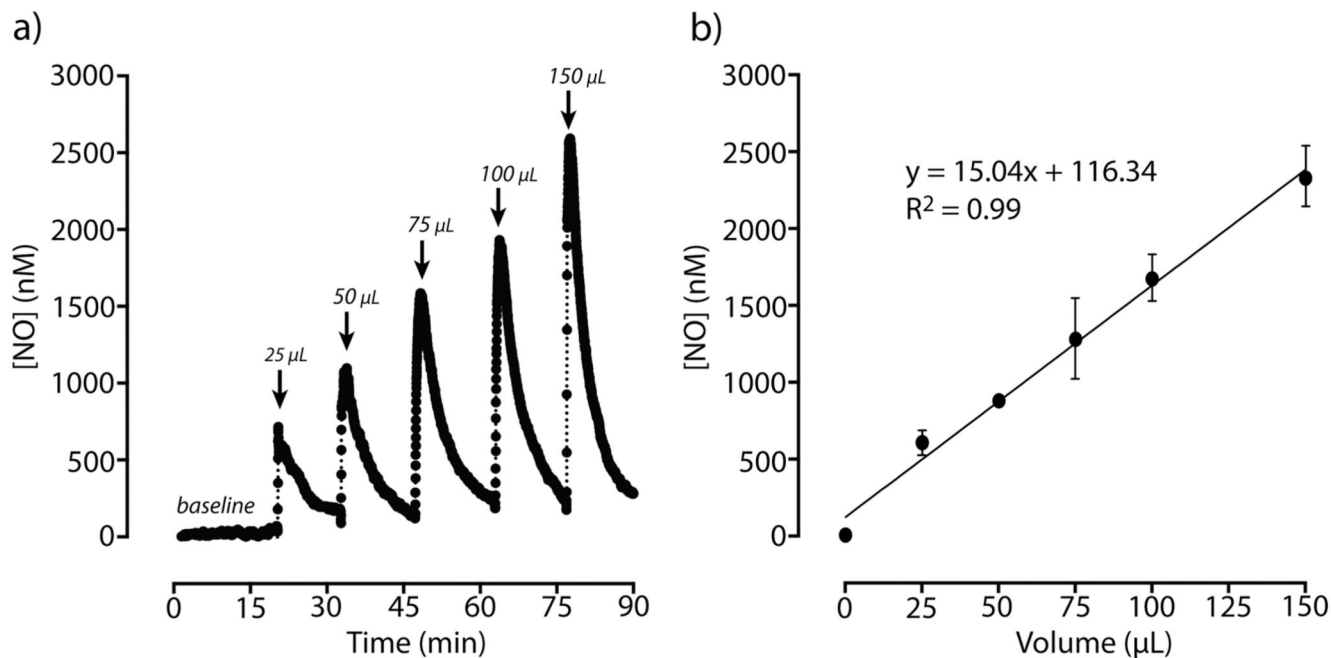 a)
3000
2500
2000
1500
1000
500
0
[NO] (nM)
baseline
25 µL
50 µL
75 µL
100 µL
150 µL
0 15 30 45 60 75 90
Time (min)
b)
3000
2500
2000
1500
1000
500
0
[NO] (nM)
y = 15.04x + 116.34
R² = 0.99
0 25 50 75 100 125 150
Volume (µL)